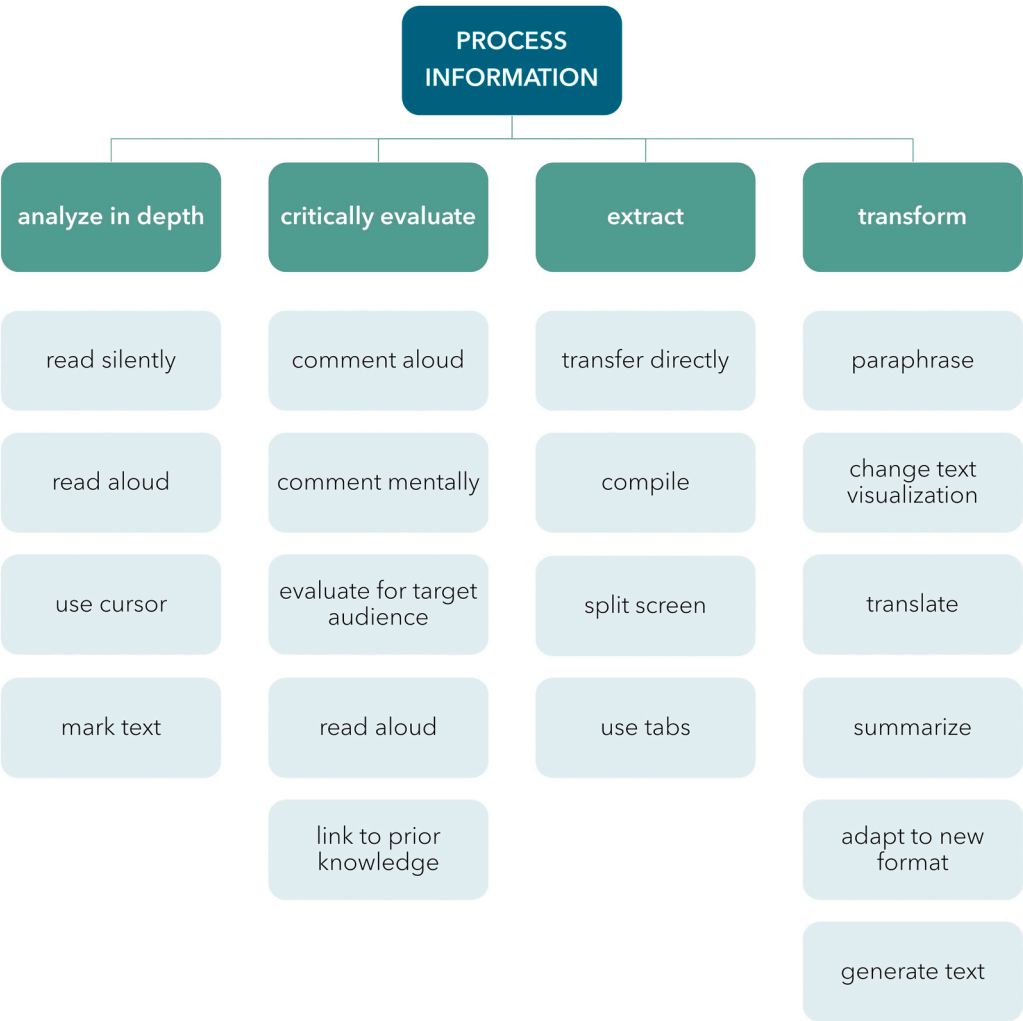 PROCESS
INFORMATION
analyze in depth
critically evaluate
extract
transform
read silently
comment aloud
transfer directly
paraphrase
read aloud
comment mentally
compile
change text
visualization
use cursor
evaluate for target
audience
split screen
translate
mark text
read aloud
use tabs
summarize
link to prior
knowledge
adapt to new
format
generate text